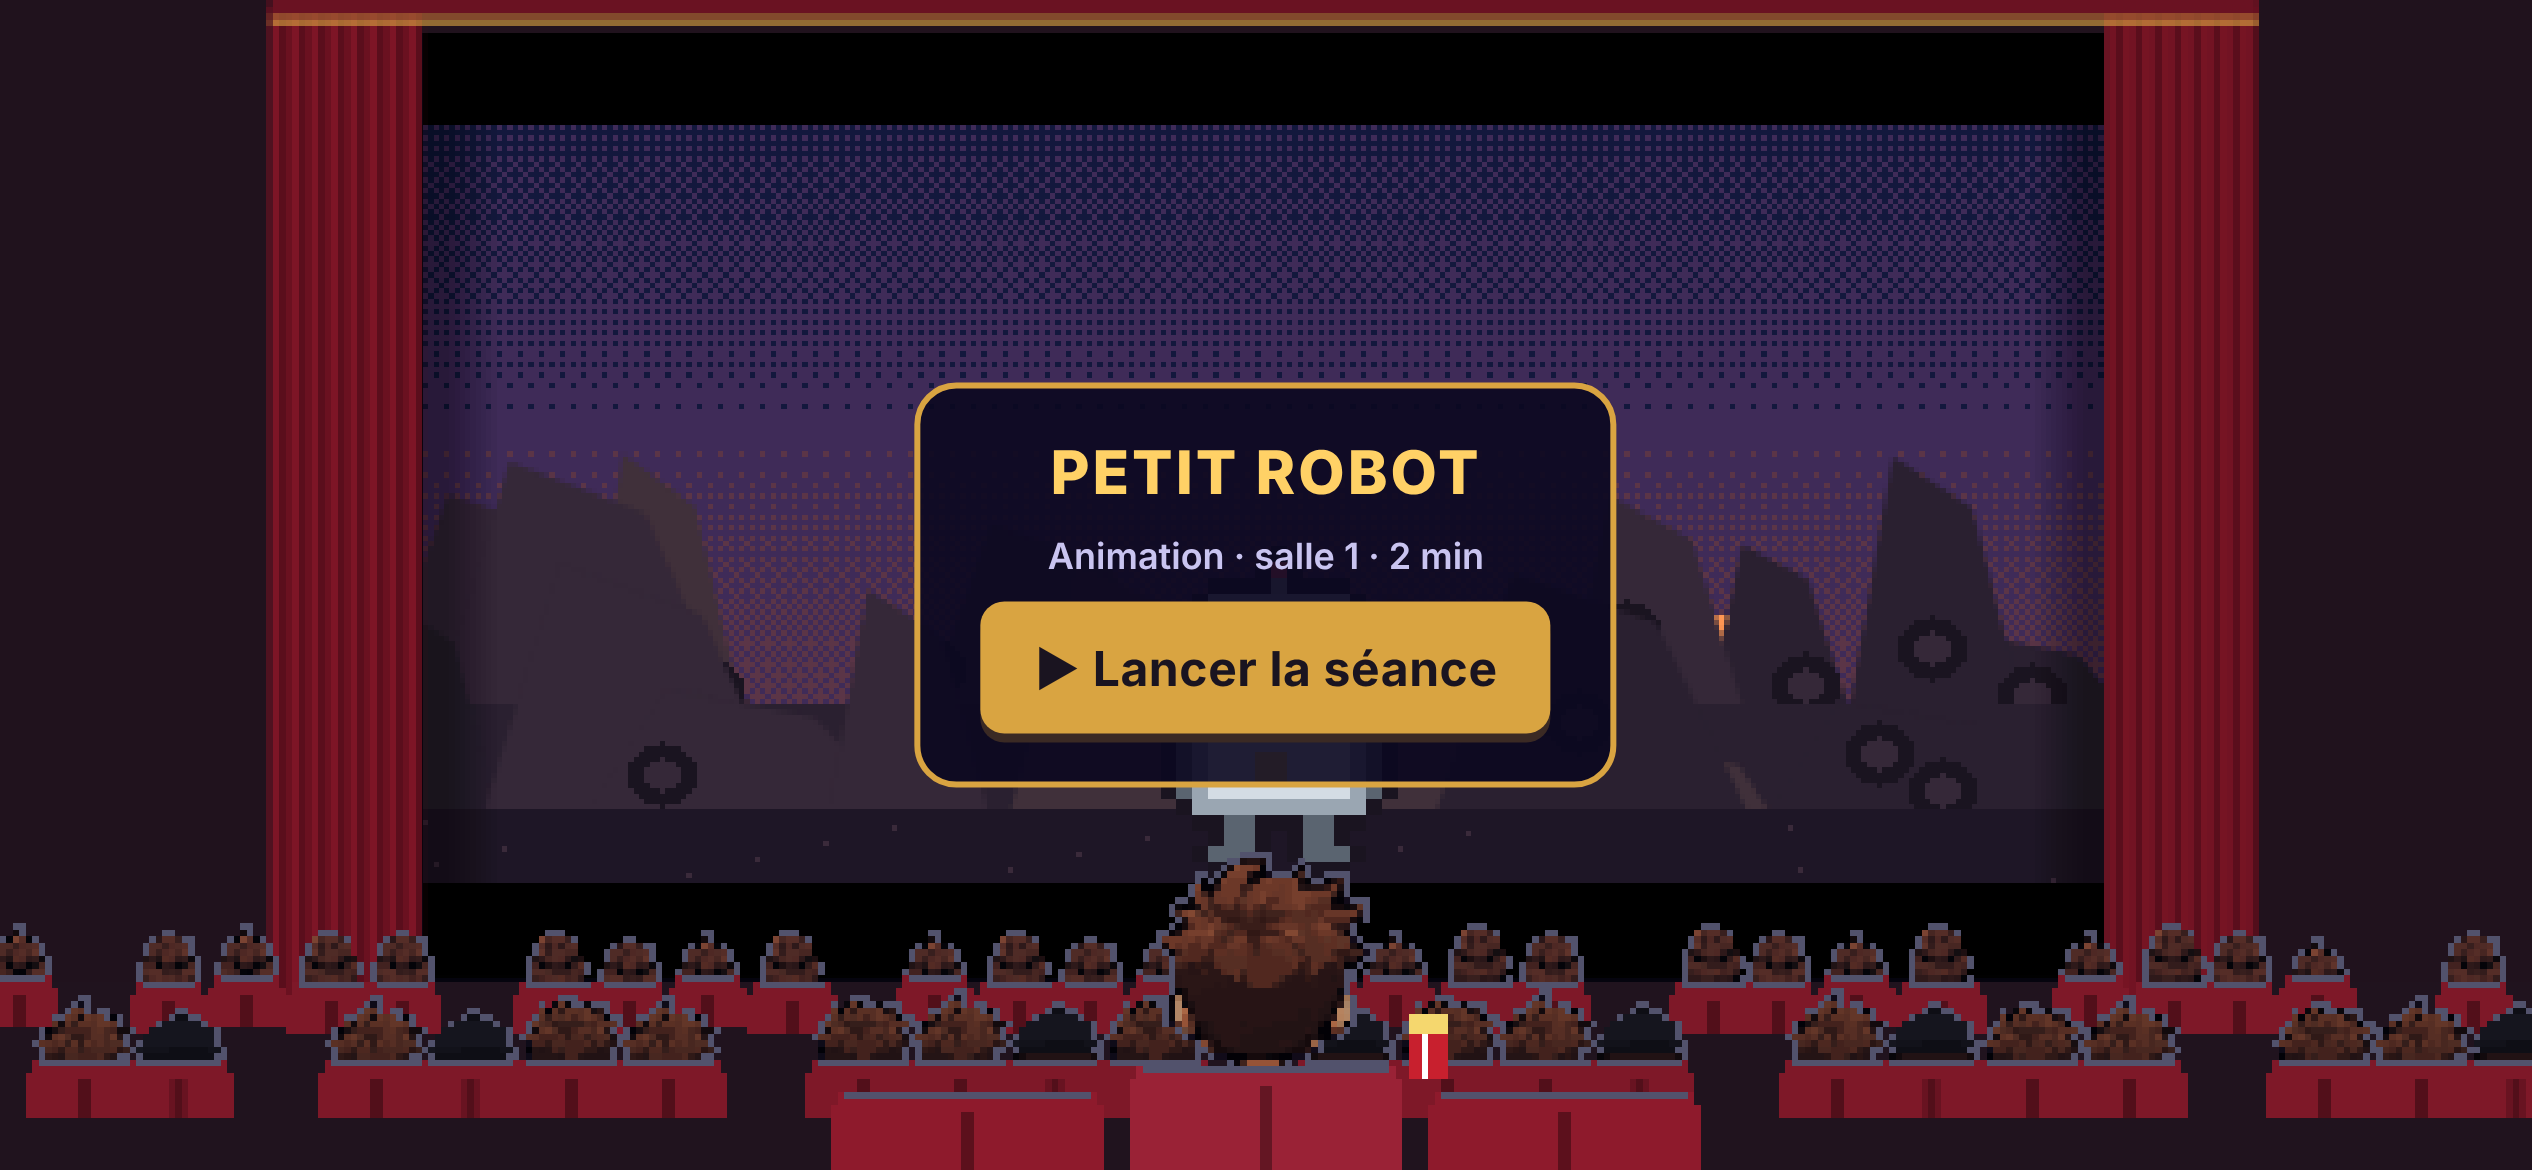 PETIT ROBOT
Animation · salle 1 · 2 min
▶ Lancer la séance